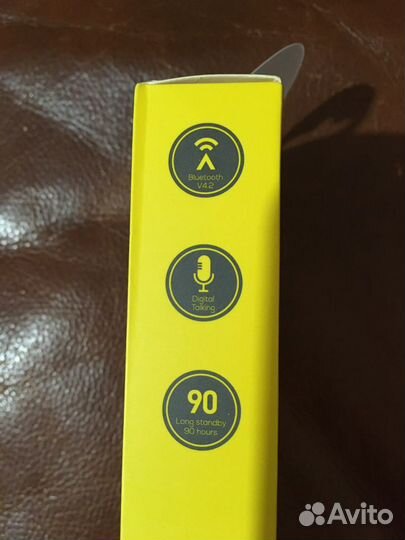 Bluetooth
V4.2
Digital
Talking
90
Long standby
90 hours
Avito